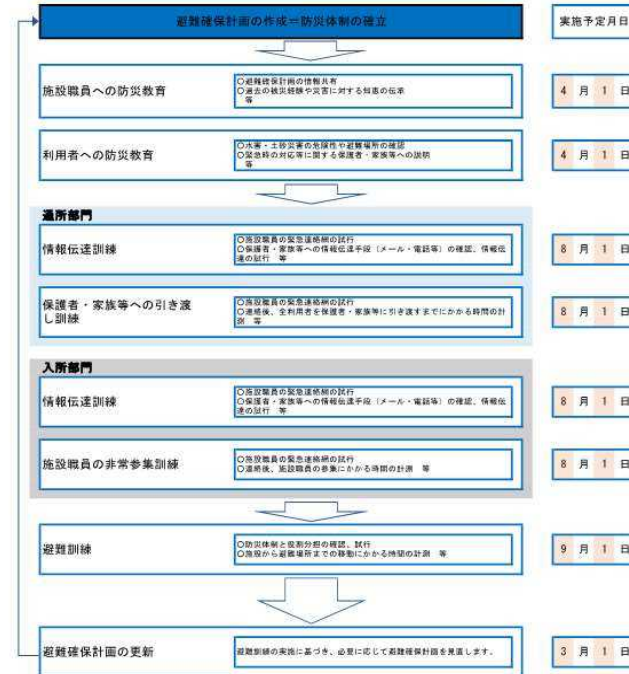 避難確保計画の作成＝防災体制の確立
実施予定月日
施設職員への防災教育
○避難確保計画の情報共有
○過去の被災経験や災害に対する知恵の伝承
等
4 月 1 日
利用者への防災教育
○水害・土砂災害の危険性や避難場所の確認
○緊急時の対応等に関する保護者・家族等への説明
等
4 月 1 日
通所部門
情報伝達訓練
○施設職員の緊急連絡網の試行
○保護者・家族等への情報伝達手段（メール・電話等）の確認、情報伝
達の試行 等
8 月 1 日
保護者・家族等への引き渡
し訓練
○施設職員の緊急連絡網の試行
○連絡後、全利用者を保護者・家族等に引き渡すまでにかかる時間の計
測 等
8 月 1 日
入所部門
情報伝達訓練
○施設職員の緊急連絡網の試行
○保護者・家族等への情報伝達手段（メール・電話等）の確認、情報伝
達の試行 等
8 月 1 日
施設職員の非常参集訓練
○施設職員の緊急連絡網の試行
○連絡後、施設職員の参集にかかる時間の計測 等
8 月 1 日
避難訓練
○防災体制と役割分担の確認、試行
○施設から避難場所までの移動にかかる時間の計測 等
9 月 1 日
避難確保計画の更新
避難訓練の実施に基づき、必要に応じて避難確保計画を見直します。
3 月 1 日